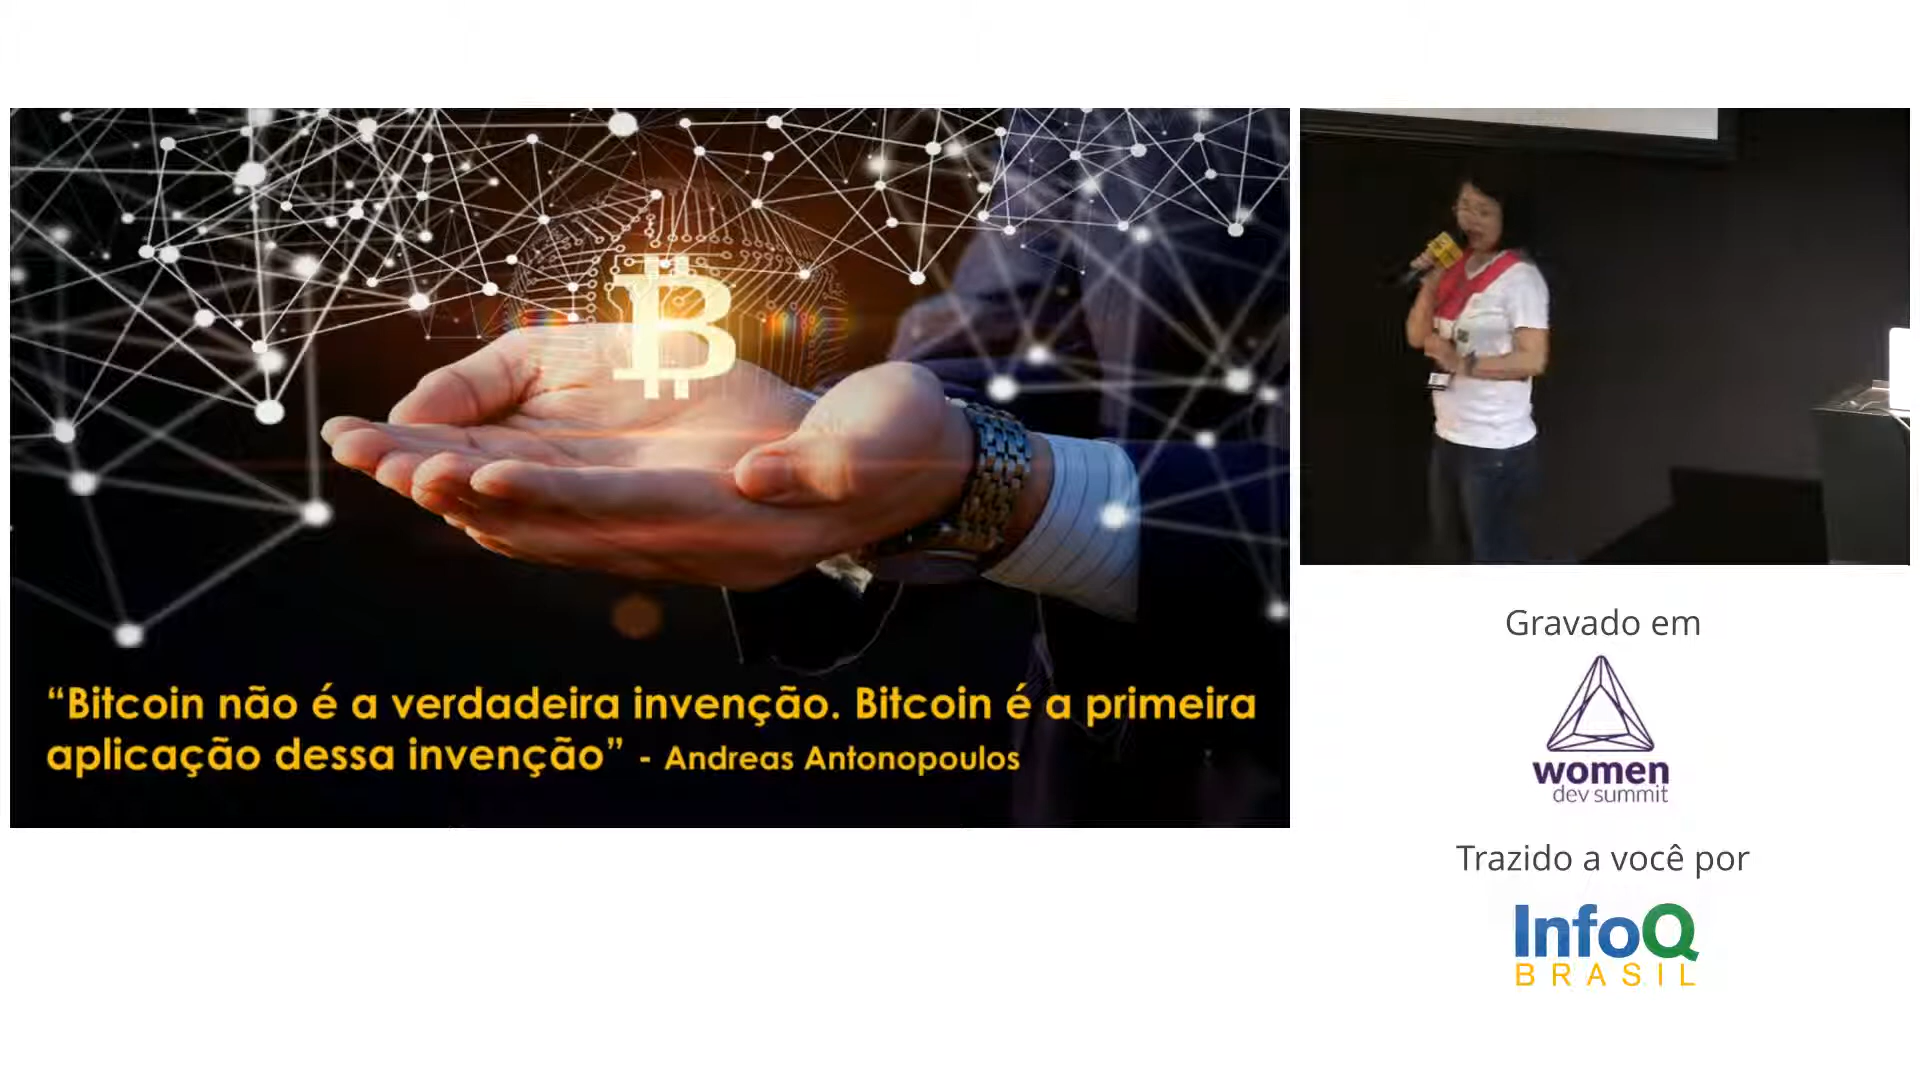 “Bitcoin não é a verdadeira invenção. Bitcoin é a primeira
aplicação dessa invenção” - Andreas Antonopoulos
Gravado em
women
dev summit
Trazido a você por
InfoQ
BRASIL